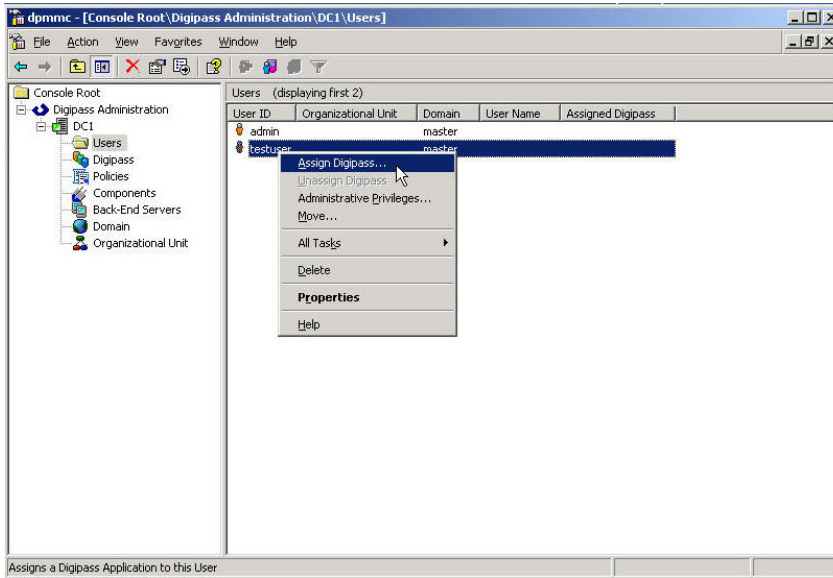 dpmmc - [Console Root\Digipass Administration\DC1\Users]
File Action View Favorites Window Help
Console Root
Digipass Administration
DC1
Users
Digipass
Policies
Components
Back-End Servers
Domain
Organizational Unit
Users (displaying first 2)
User ID Organizational Unit Domain User Name Assigned Digipass
admin master
testuser master
Assign Digipass...
Unassign Digipass
Administrative Privileges...
Move...
All Tasks
Delete
Properties
Help
Assigns a Digipass Application to this User